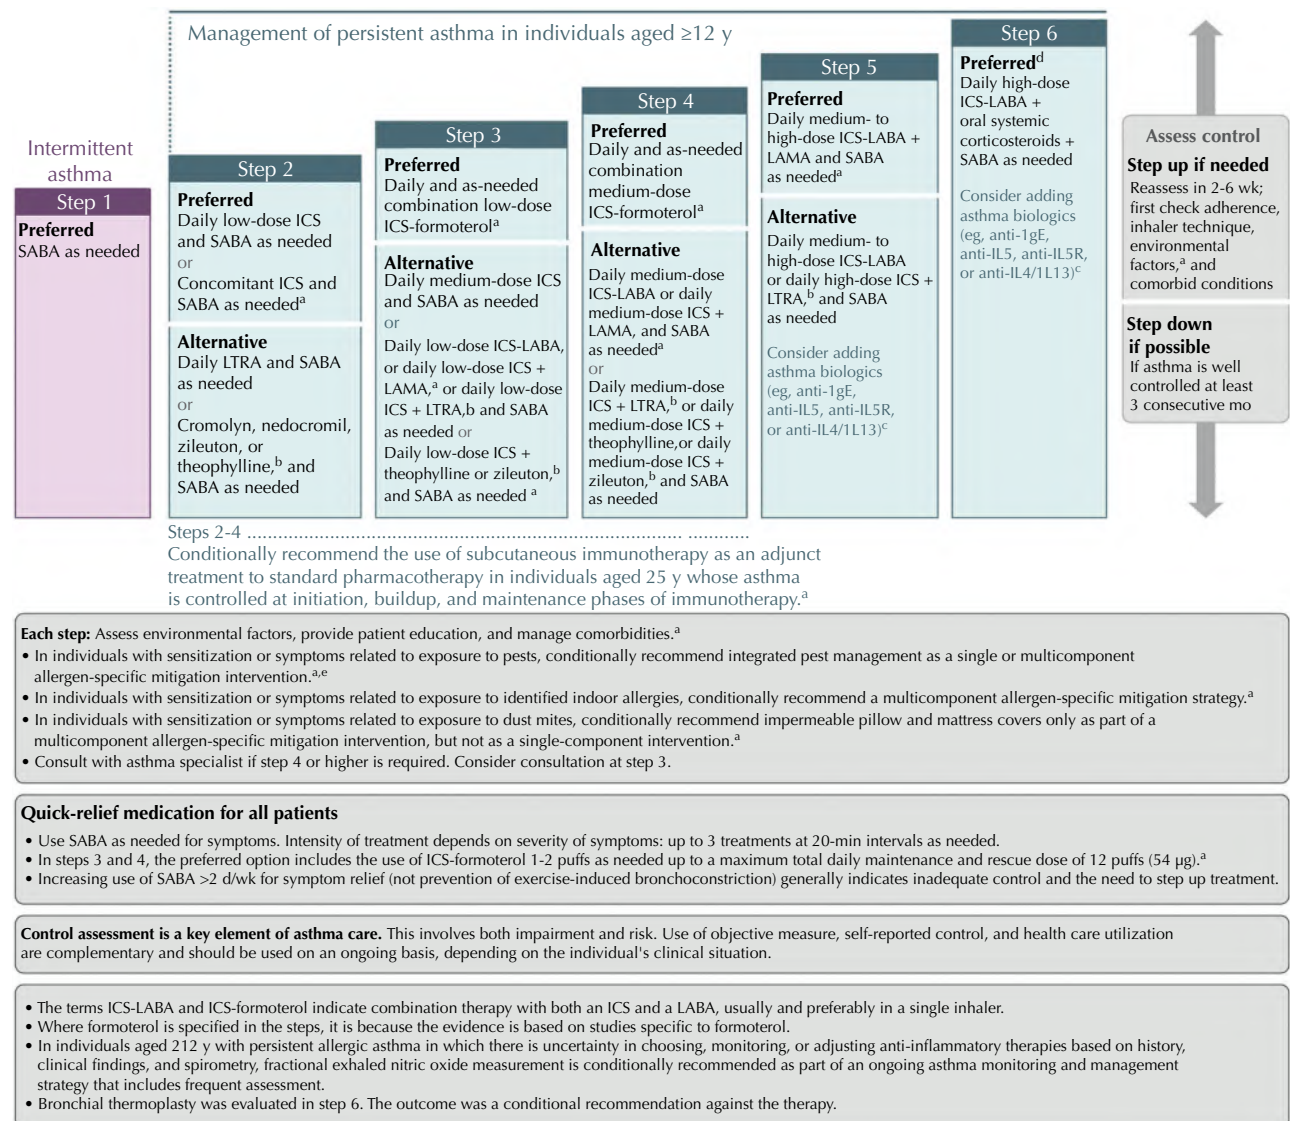 Management of persistent asthma in individuals aged ≥12 y
Intermittent
asthma
Step 1
Preferred
SABA as needed
Step 2
Preferred
Daily low-dose ICS
and SABA as needed
or
Concomitant ICS and
SABA as needed^a
Alternative
Daily LTRA and SABA
as needed
or
Cromolyn, nedocromil,
zileuton, or
theophylline,^b and
SABA as needed
Step 3
Preferred
Daily and as-needed
combination low-dose
ICS-formoterol^a
Alternative
Daily medium-dose ICS
and SABA as needed
or
Daily low-dose ICS-LABA,
or daily low-dose ICS +
LAMA,^a or daily low-dose
ICS + LTRA,b and SABA
as needed or
Daily low-dose ICS +
theophylline or zileuton,^b
and SABA as needed ^a
Step 4
Preferred
Daily and as-needed
combination
medium-dose
ICS-formoterol^a
Alternative
Daily medium-dose
ICS-LABA or daily
medium-dose ICS +
LAMA, and SABA
as needed^a
or
Daily medium-dose
ICS + LTRA,^b or daily
medium-dose ICS +
theophylline,or daily
medium-dose ICS +
zileuton,^b and SABA
as needed
Step 5
Preferred
Daily medium- to
high-dose ICS-LABA +
LAMA and SABA
as needed^a
Alternative
Daily medium- to
high-dose ICS-LABA
or daily high-dose ICS +
LTRA,^b and SABA
as needed
Consider adding
asthma biologics
(eg, anti-1gE,
anti-IL5, anti-IL5R,
or anti-IL4/1L13)^c
Step 6
Preferred^d
Daily high-dose
ICS-LABA +
oral systemic
corticosteroids +
SABA as needed
Consider adding
asthma biologics
(eg, anti-1gE,
anti-IL5, anti-IL5R,
or anti-IL4/1L13)^c
Assess control
Step up if needed
Reassess in 2-6 wk;
first check adherence,
inhaler technique,
environmental
factors,^a and
comorbid conditions
Step down
if possible
If asthma is well
controlled at least
3 consecutive mo
Steps 2-4 ................................................................................... ............
Conditionally recommend the use of subcutaneous immunotherapy as an adjunct
treatment to standard pharmacotherapy in individuals aged 25 y whose asthma
is controlled at initiation, buildup, and maintenance phases of immunotherapy.^a
Each step: Assess environmental factors, provide patient education, and manage comorbidities.^a
• In individuals with sensitization or symptoms related to exposure to pests, conditionally recommend integrated pest management as a single or multicomponent
allergen-specific mitigation intervention.^a,e
• In individuals with sensitization or symptoms related to exposure to identified indoor allergies, conditionally recommend a multicomponent allergen-specific mitigation strategy.^a
• In individuals with sensitization or symptoms related to exposure to dust mites, conditionally recommend impermeable pillow and mattress covers only as part of a
multicomponent allergen-specific mitigation intervention, but not as a single-component intervention.^a
• Consult with asthma specialist if step 4 or higher is required. Consider consultation at step 3.
Quick-relief medication for all patients
• Use SABA as needed for symptoms. Intensity of treatment depends on severity of symptoms: up to 3 treatments at 20-min intervals as needed.
• In steps 3 and 4, the preferred option includes the use of ICS-formoterol 1-2 puffs as needed up to a maximum total daily maintenance and rescue dose of 12 puffs (54 µg).^a
• Increasing use of SABA >2 d/wk for symptom relief (not prevention of exercise-induced bronchoconstriction) generally indicates inadequate control and the need to step up treatment.
Control assessment is a key element of asthma care. This involves both impairment and risk. Use of objective measure, self-reported control, and health care utilization
are complementary and should be used on an ongoing basis, depending on the individual's clinical situation.
• The terms ICS-LABA and ICS-formoterol indicate combination therapy with both an ICS and a LABA, usually and preferably in a single inhaler.
• Where formoterol is specified in the steps, it is because the evidence is based on studies specific to formoterol.
• In individuals aged 212 y with persistent allergic asthma in which there is uncertainty in choosing, monitoring, or adjusting anti-inflammatory therapies based on history,
clinical findings, and spirometry, fractional exhaled nitric oxide measurement is conditionally recommended as part of an ongoing asthma monitoring and management
strategy that includes frequent assessment.
• Bronchial thermoplasty was evaluated in step 6. The outcome was a conditional recommendation against the therapy.